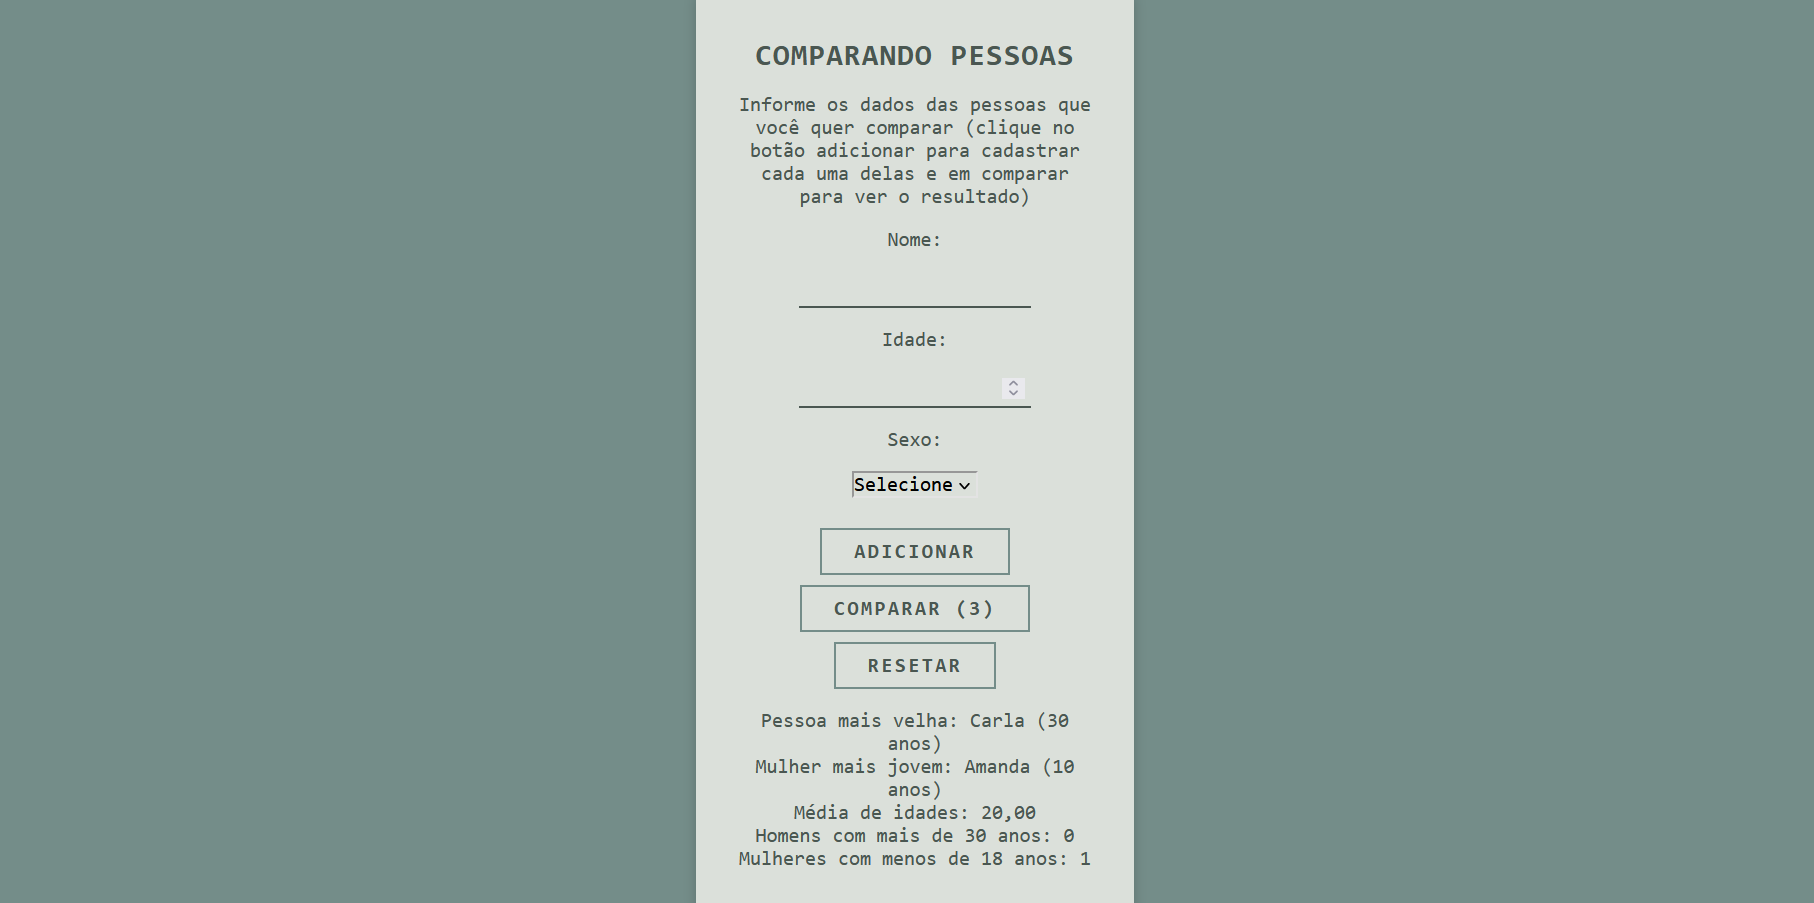 COMPARANDO PESSOAS
Informe os dados das pessoas que
você quer comparar (clique no
botão adicionar para cadastrar
cada uma delas e em comparar
para ver o resultado)
Nome:
Idade:
Sexo:
Selecione
ADICIONAR
COMPARAR (3)
RESETAR
Pessoa mais velha: Carla (30
anos)
Mulher mais jovem: Amanda (10
anos)
Média de idades: 20,00
Homens com mais de 30 anos: 0
Mulheres com menos de 18 anos: 1